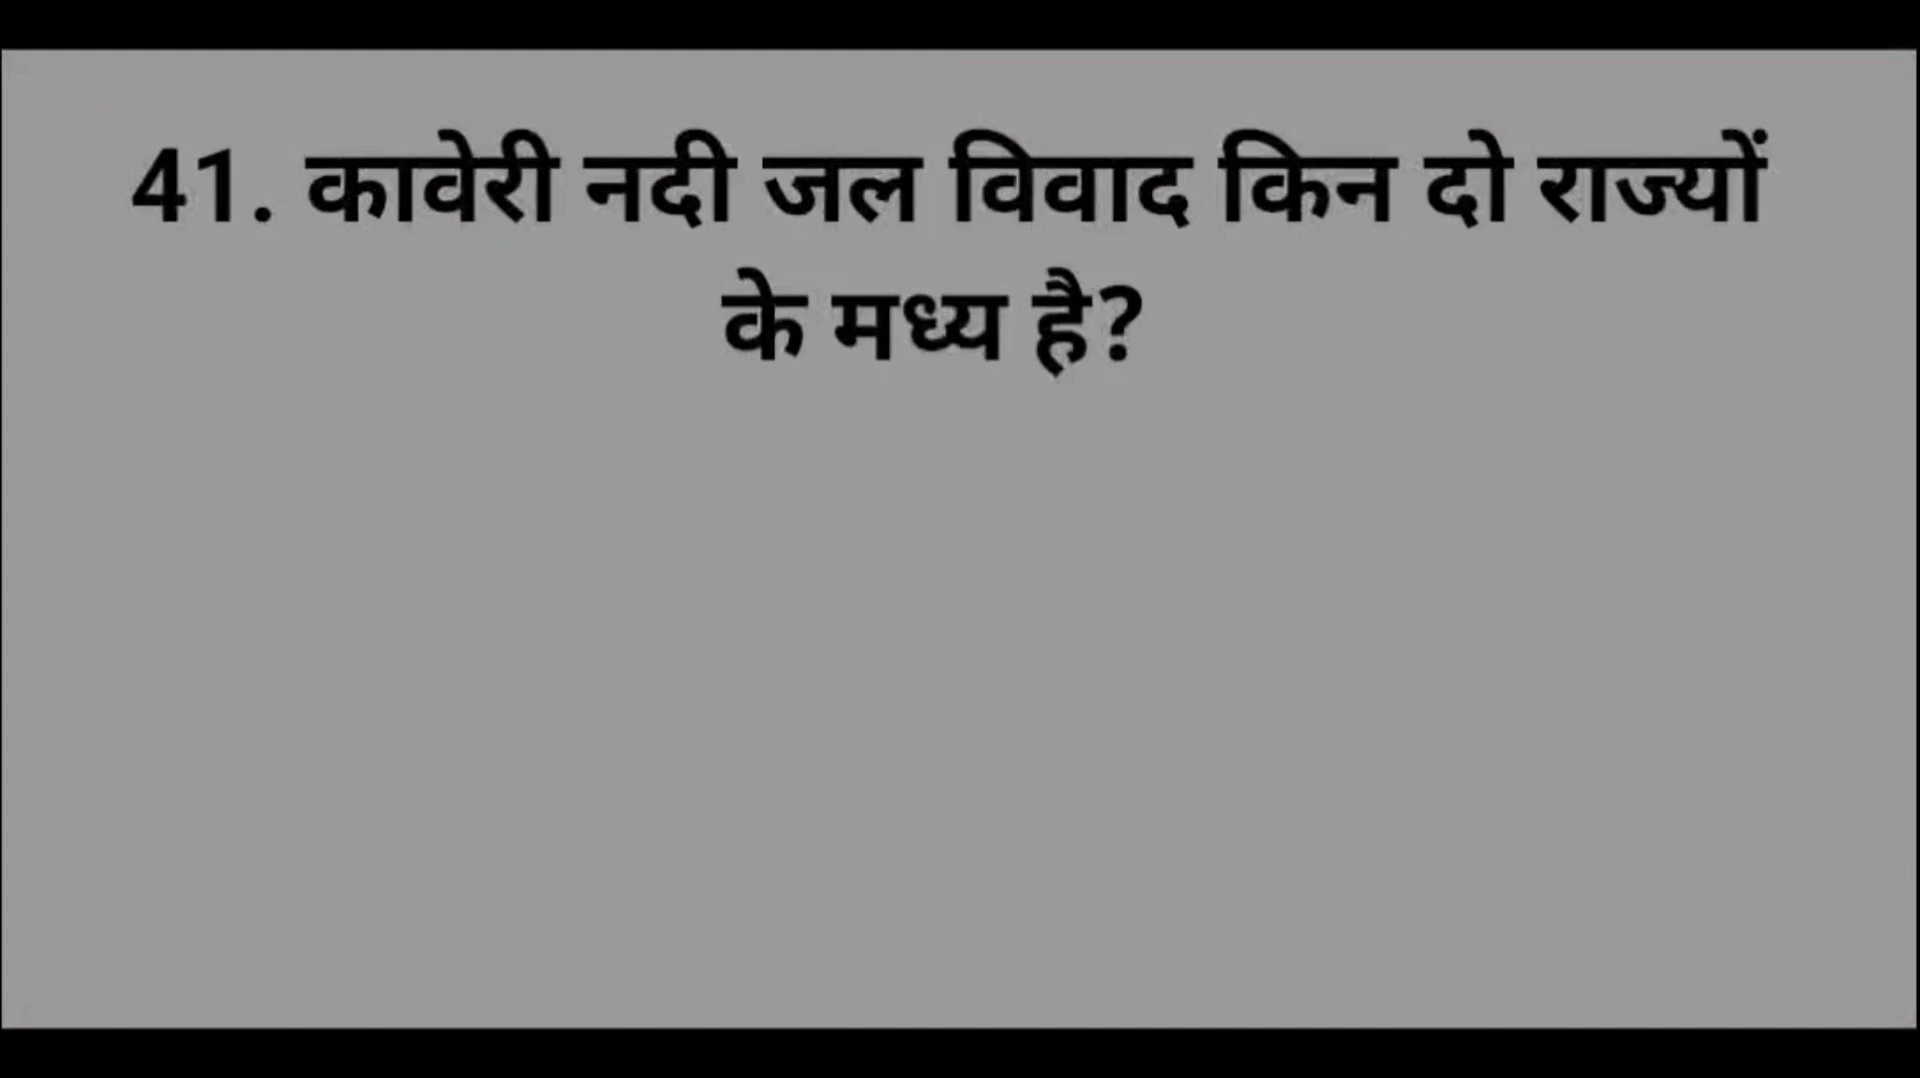 41. कावेरी नदी जल विवाद किन दो राज्यों
के मध्य है?